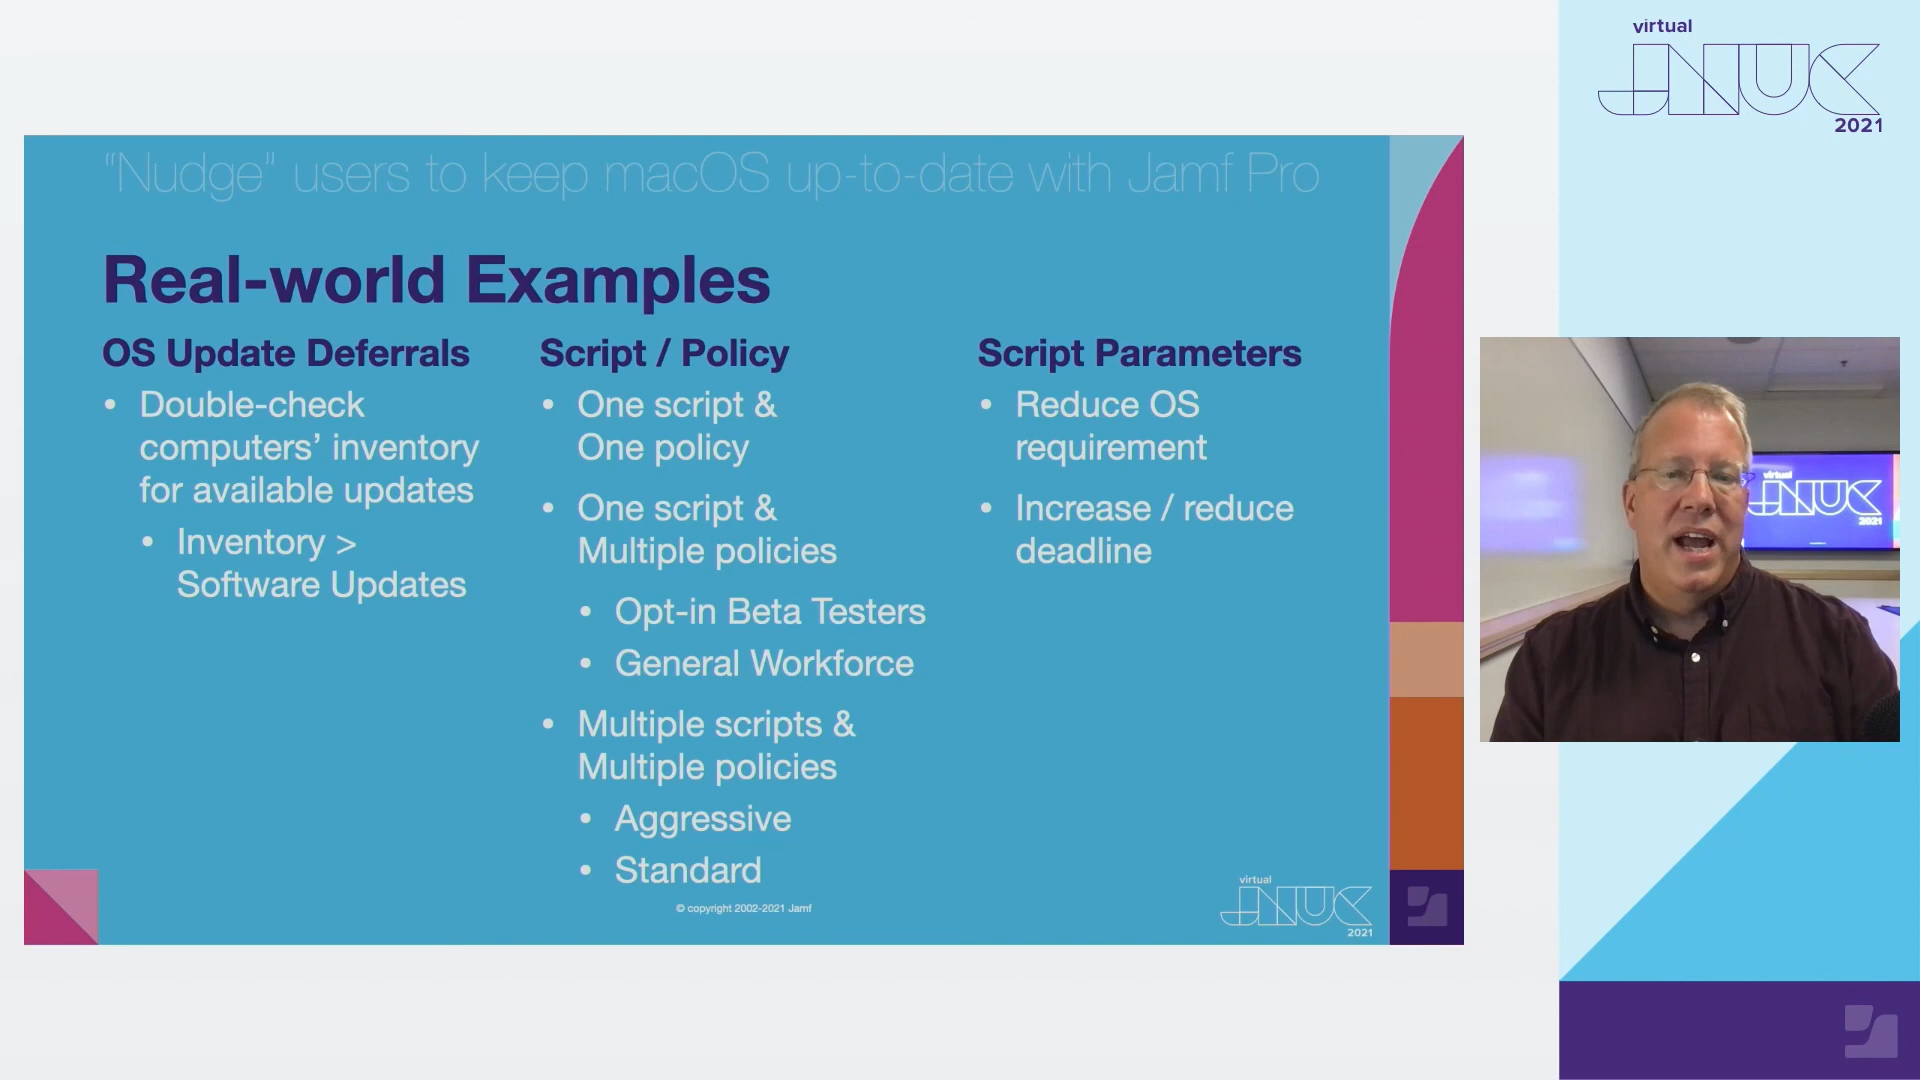 virtual
JNUC
2021
“Nudge” users to keep macOS up-to-date with Jamf Pro
Real-world Examples
OS Update Deferrals
• Double-check
computers’ inventory
for available updates
• Inventory >
Software Updates
Script / Policy
• One script &
One policy
• One script &
Multiple policies
• Opt-in Beta Testers
• General Workforce
• Multiple scripts &
Multiple policies
• Aggressive
• Standard
Script Parameters
• Reduce OS
requirement
• Increase / reduce
deadline
© copyright 2002-2021 Jamf
virtual
JNUC
2021
virtual
JNUC
2021